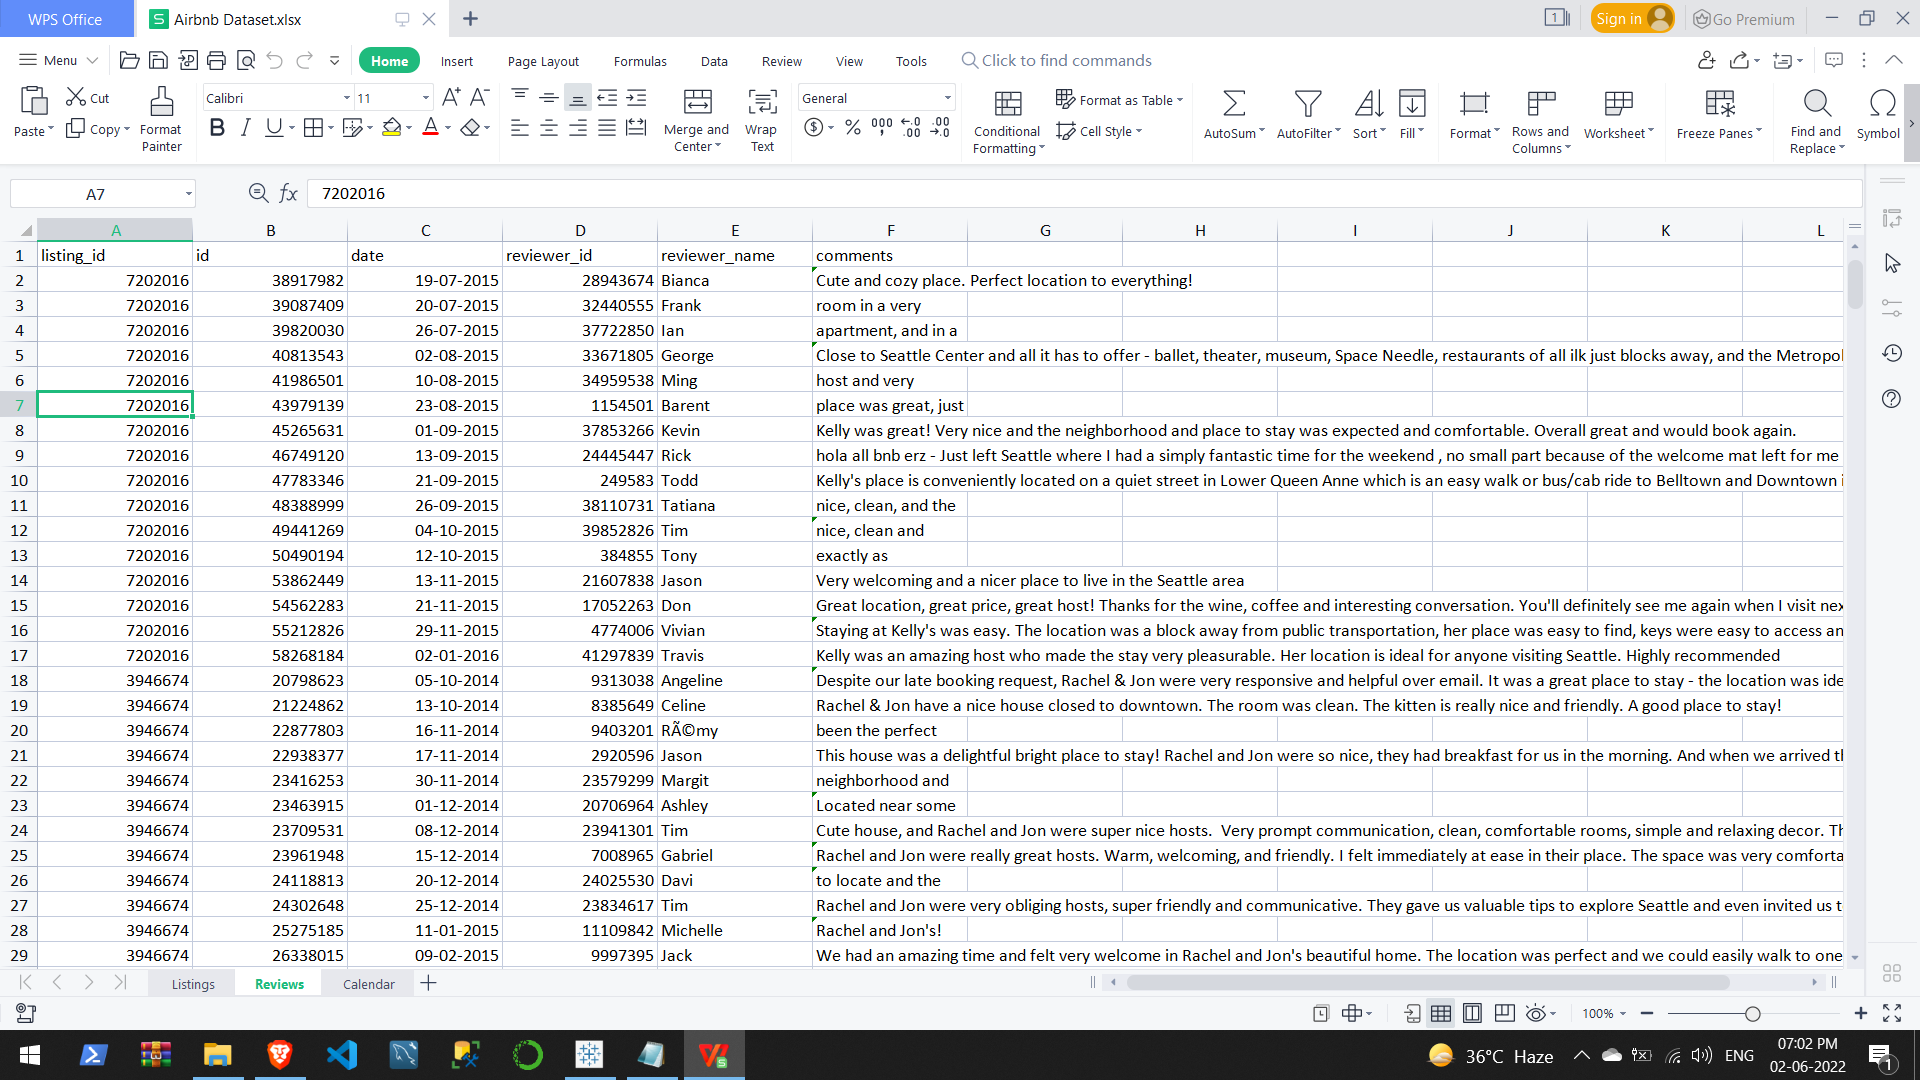 WPS Office Airbnb Dataset.xlsx 1 Sign in Go Premium
Menu Home Insert Page Layout Formulas Data Review View Tools Click to find commands
Paste Cut Copy Format Painter Calibri 11 Merge and Center Wrap Text General Conditional Formatting Format as Table Cell Style AutoSum AutoFilter Sort Fill Format Rows and Columns Worksheet Freeze Panes Find and Replace Symbol
A7 fx 7202016
A B C D E F G H I J K L
1 listing_id id date reviewer_id reviewer_name comments
2 7202016 38917982 19-07-2015 28943674 Bianca Cute and cozy place. Perfect location to everything!
3 7202016 39087409 20-07-2015 32440555 Frank room in a very
4 7202016 39820030 26-07-2015 37722850 Ian apartment, and in a
5 7202016 40813543 02-08-2015 33671805 George Close to Seattle Center and all it has to offer - ballet, theater, museum, Space Needle, restaurants of all ilk just blocks away, and the Metropol
6 7202016 41986501 10-08-2015 34959538 Ming host and very
7 7202016 43979139 23-08-2015 1154501 Barent place was great, just
8 7202016 45265631 01-09-2015 37853266 Kevin Kelly was great! Very nice and the neighborhood and place to stay was expected and comfortable. Overall great and would book again.
9 7202016 46749120 13-09-2015 24445447 Rick hola all bnb erz - Just left Seattle where I had a simply fantastic time for the weekend , no small part because of the welcome mat left for me
10 7202016 47783346 21-09-2015 249583 Todd Kelly's place is conveniently located on a quiet street in Lower Queen Anne which is an easy walk or bus/cab ride to Belltown and Downtown i
11 7202016 48388999 26-09-2015 38110731 Tatiana nice, clean, and the
12 7202016 49441269 04-10-2015 39852826 Tim nice, clean and
13 7202016 50490194 12-10-2015 384855 Tony exactly as
14 7202016 53862449 13-11-2015 21607838 Jason Very welcoming and a nicer place to live in the Seattle area
15 7202016 54562283 21-11-2015 17052263 Don Great location, great price, great host! Thanks for the wine, coffee and interesting conversation. You'll definitely see me again when I visit nex
16 7202016 55212826 29-11-2015 4774006 Vivian Staying at Kelly's was easy. The location was a block away from public transportation, her place was easy to find, keys were easy to access an
17 7202016 58268184 02-01-2016 41297839 Travis Kelly was an amazing host who made the stay very pleasurable. Her location is ideal for anyone visiting Seattle. Highly recommended
18 3946674 20798623 05-10-2014 9313038 Angeline Despite our late booking request, Rachel & Jon were very responsive and helpful over email. It was a great place to stay - the location was ide
19 3946674 21224862 13-10-2014 8385649 Celine Rachel & Jon have a nice house closed to downtown. The room was clean. The kitten is really nice and friendly. A good place to stay!
20 3946674 22877803 16-11-2014 9403201 RÃ©my been the perfect
21 3946674 22938377 17-11-2014 2920596 Jason This house was a delightful bright place to stay! Rachel and Jon were so nice, they had breakfast for us in the morning. And when we arrived th
22 3946674 23416253 30-11-2014 23579299 Margit neighborhood and
23 3946674 23463915 01-12-2014 20706964 Ashley Located near some
24 3946674 23709531 08-12-2014 23941301 Tim Cute house, and Rachel and Jon were super nice hosts.  Very prompt communication, clean, comfortable rooms, simple and relaxing decor. Th
25 3946674 23961948 15-12-2014 7008965 Gabriel Rachel and Jon were really great hosts. Warm, welcoming, and friendly. I felt immediately at ease in their place. The space was very comforta
26 3946674 24118813 20-12-2014 24025530 Davi to locate and the
27 3946674 24302648 25-12-2014 23834617 Tim Rachel and Jon were very obliging hosts, super friendly and communicative. They gave us valuable tips to explore Seattle and even invited us t
28 3946674 25275185 11-01-2015 11109842 Michelle Rachel and Jon's!
29 3946674 26338015 09-02-2015 9997395 Jack We had an amazing time and felt very welcome in Rachel and Jon's beautiful home. The location was perfect and we could easily walk to one
Listings Reviews Calendar
100%
36°C Haze ENG 07:02 PM
02-06-2022 1